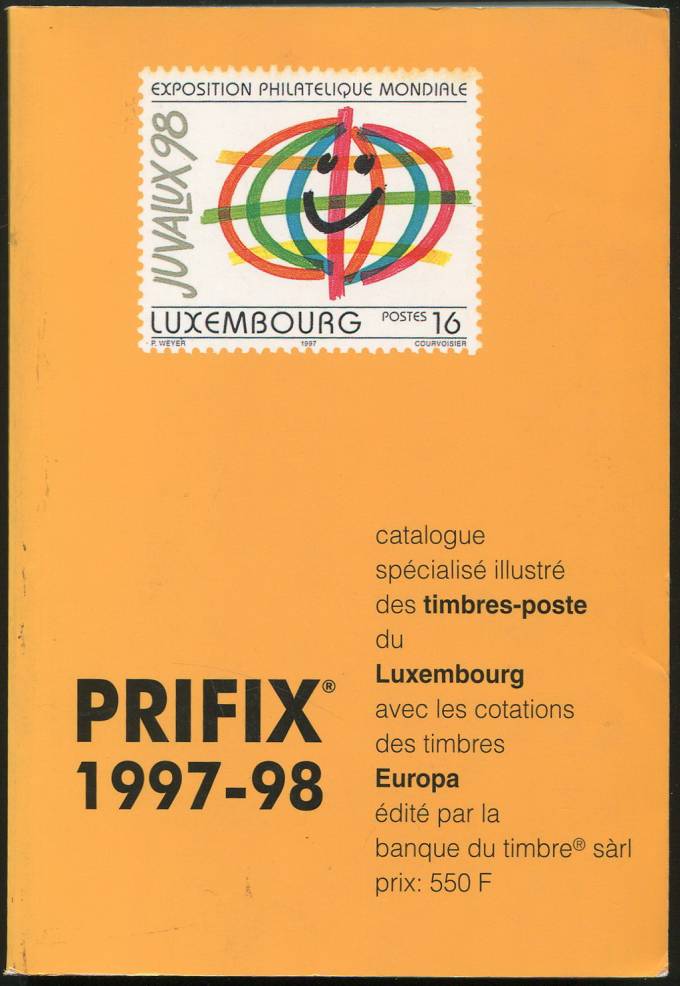 EXPOSITION PHILATELIQUE MONDIALE
JUVALUX 98
LUXEMBOURG POSTES 16
P. WEYER 1997 COURVOISIER
catalogue
spécialisé illustré
des timbres-poste
du
Luxembourg
avec les cotations
des timbres
Europa
édité par la
banque du timbre® sàrl
prix: 550 F
PRIFIX®
1997-98